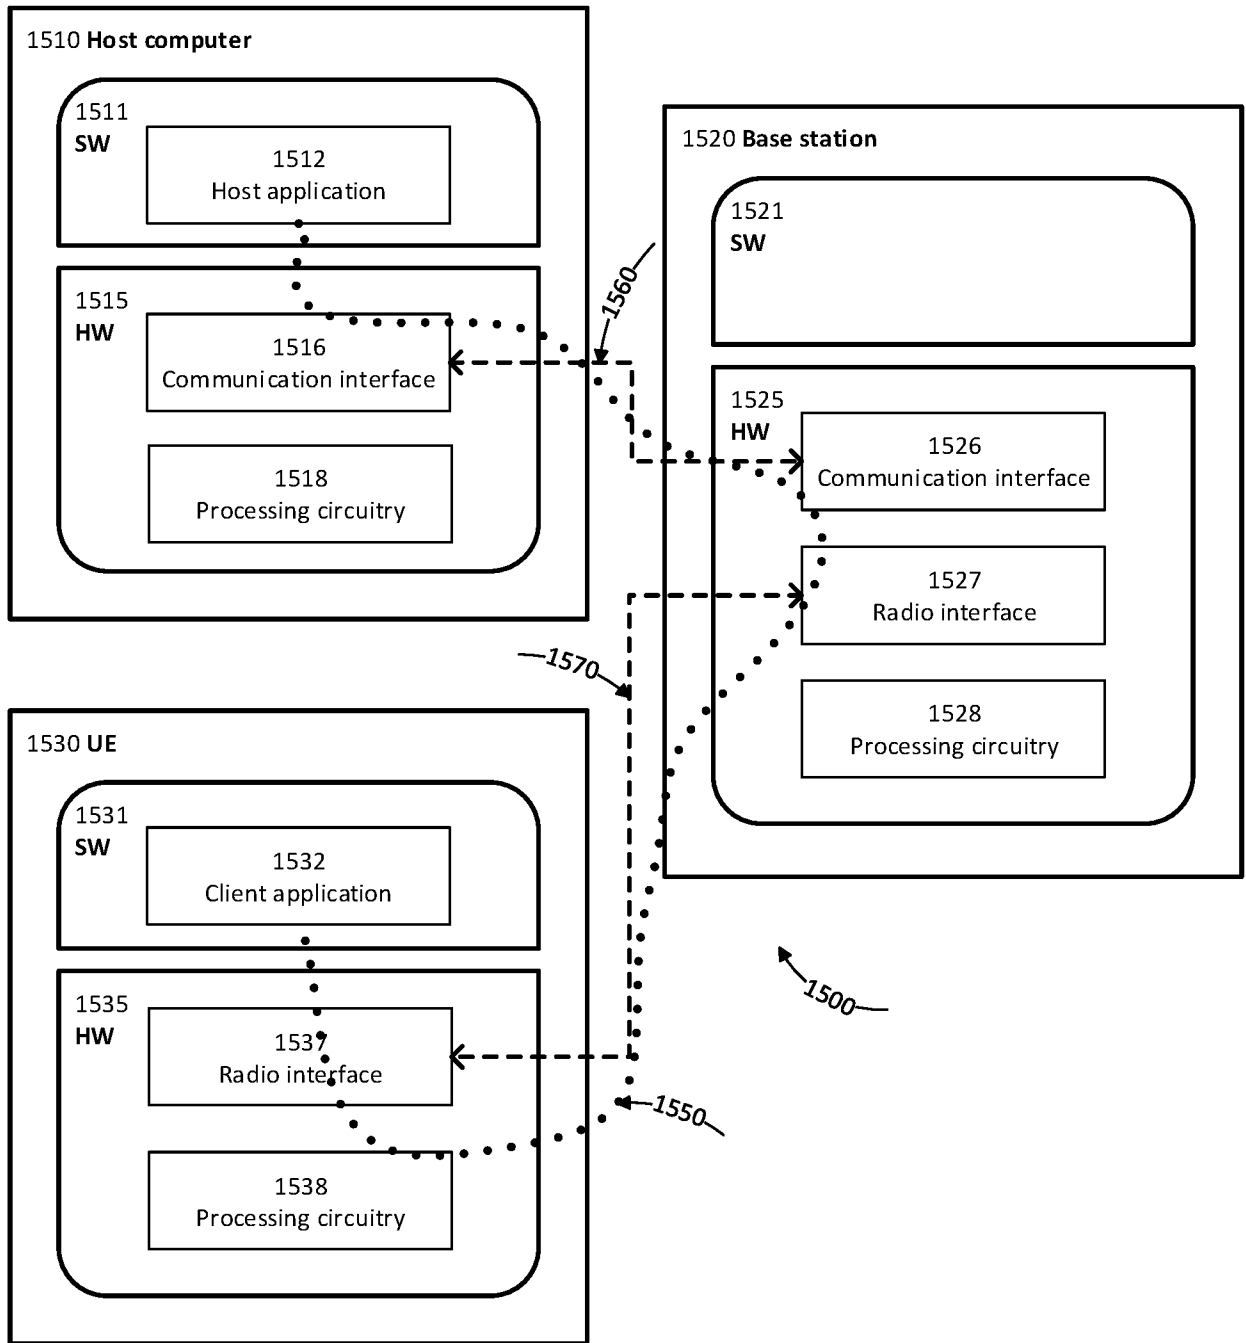 1510 Host computer
1511
SW
1512
Host application
1515
HW
1516
Communication interface
1518
Processing circuitry
1560
1520 Base station
1521
SW
1525
HW
1526
Communication interface
1527
Radio interface
1528
Processing circuitry
1570
1530 UE
1531
SW
1532
Client application
1535
HW
1537
Radio interface
1538
Processing circuitry
1500
1550